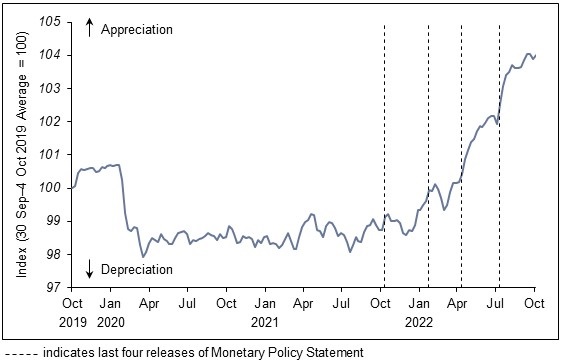 105
104
103
102
101
100
99
98
97
Index (30 Sep–4 Oct 2019 Average = 100)
Appreciation
Depreciation
Oct Jan Apr Jul Oct Jan Apr Jul Oct Jan Apr Jul Oct
2019 2020 2021 2022
----- indicates last four releases of Monetary Policy Statement